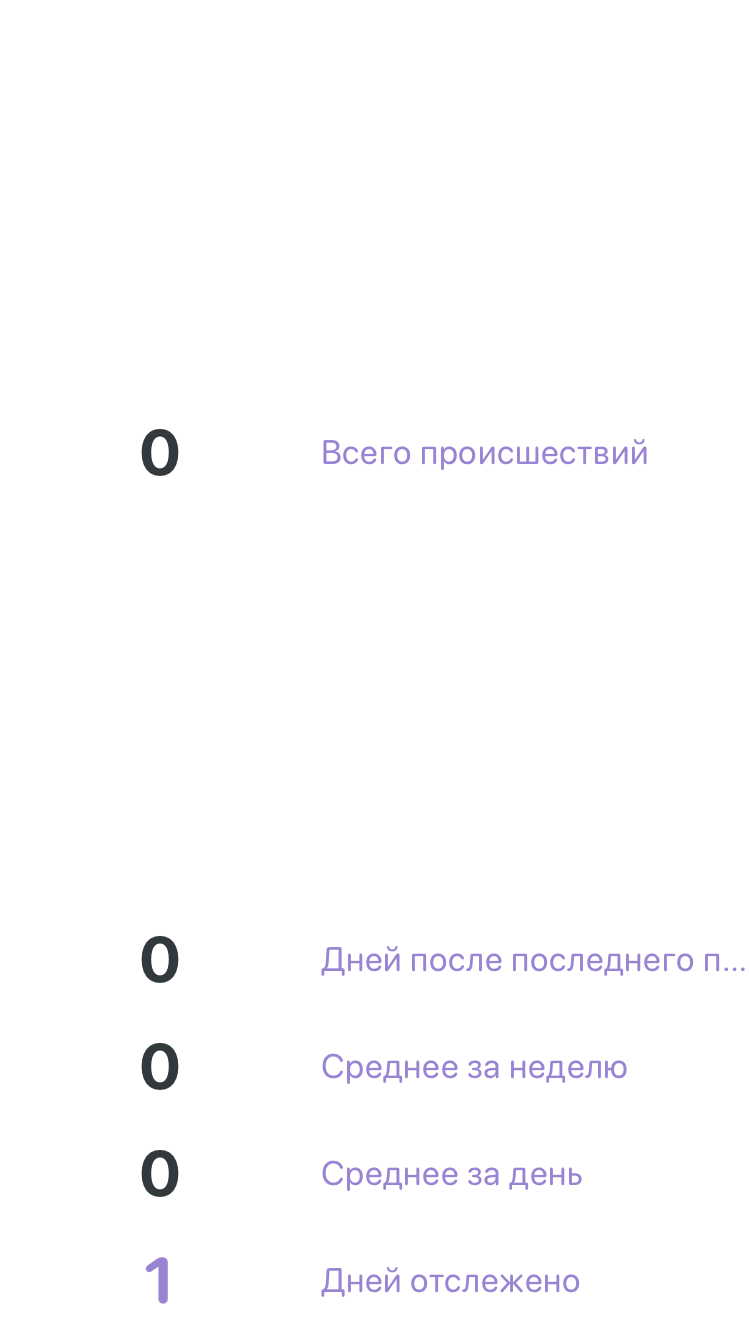 0 Всего происшествий
0 Дней после последнего п...
0 Среднее за неделю
0 Среднее за день
1 Дней отслежено